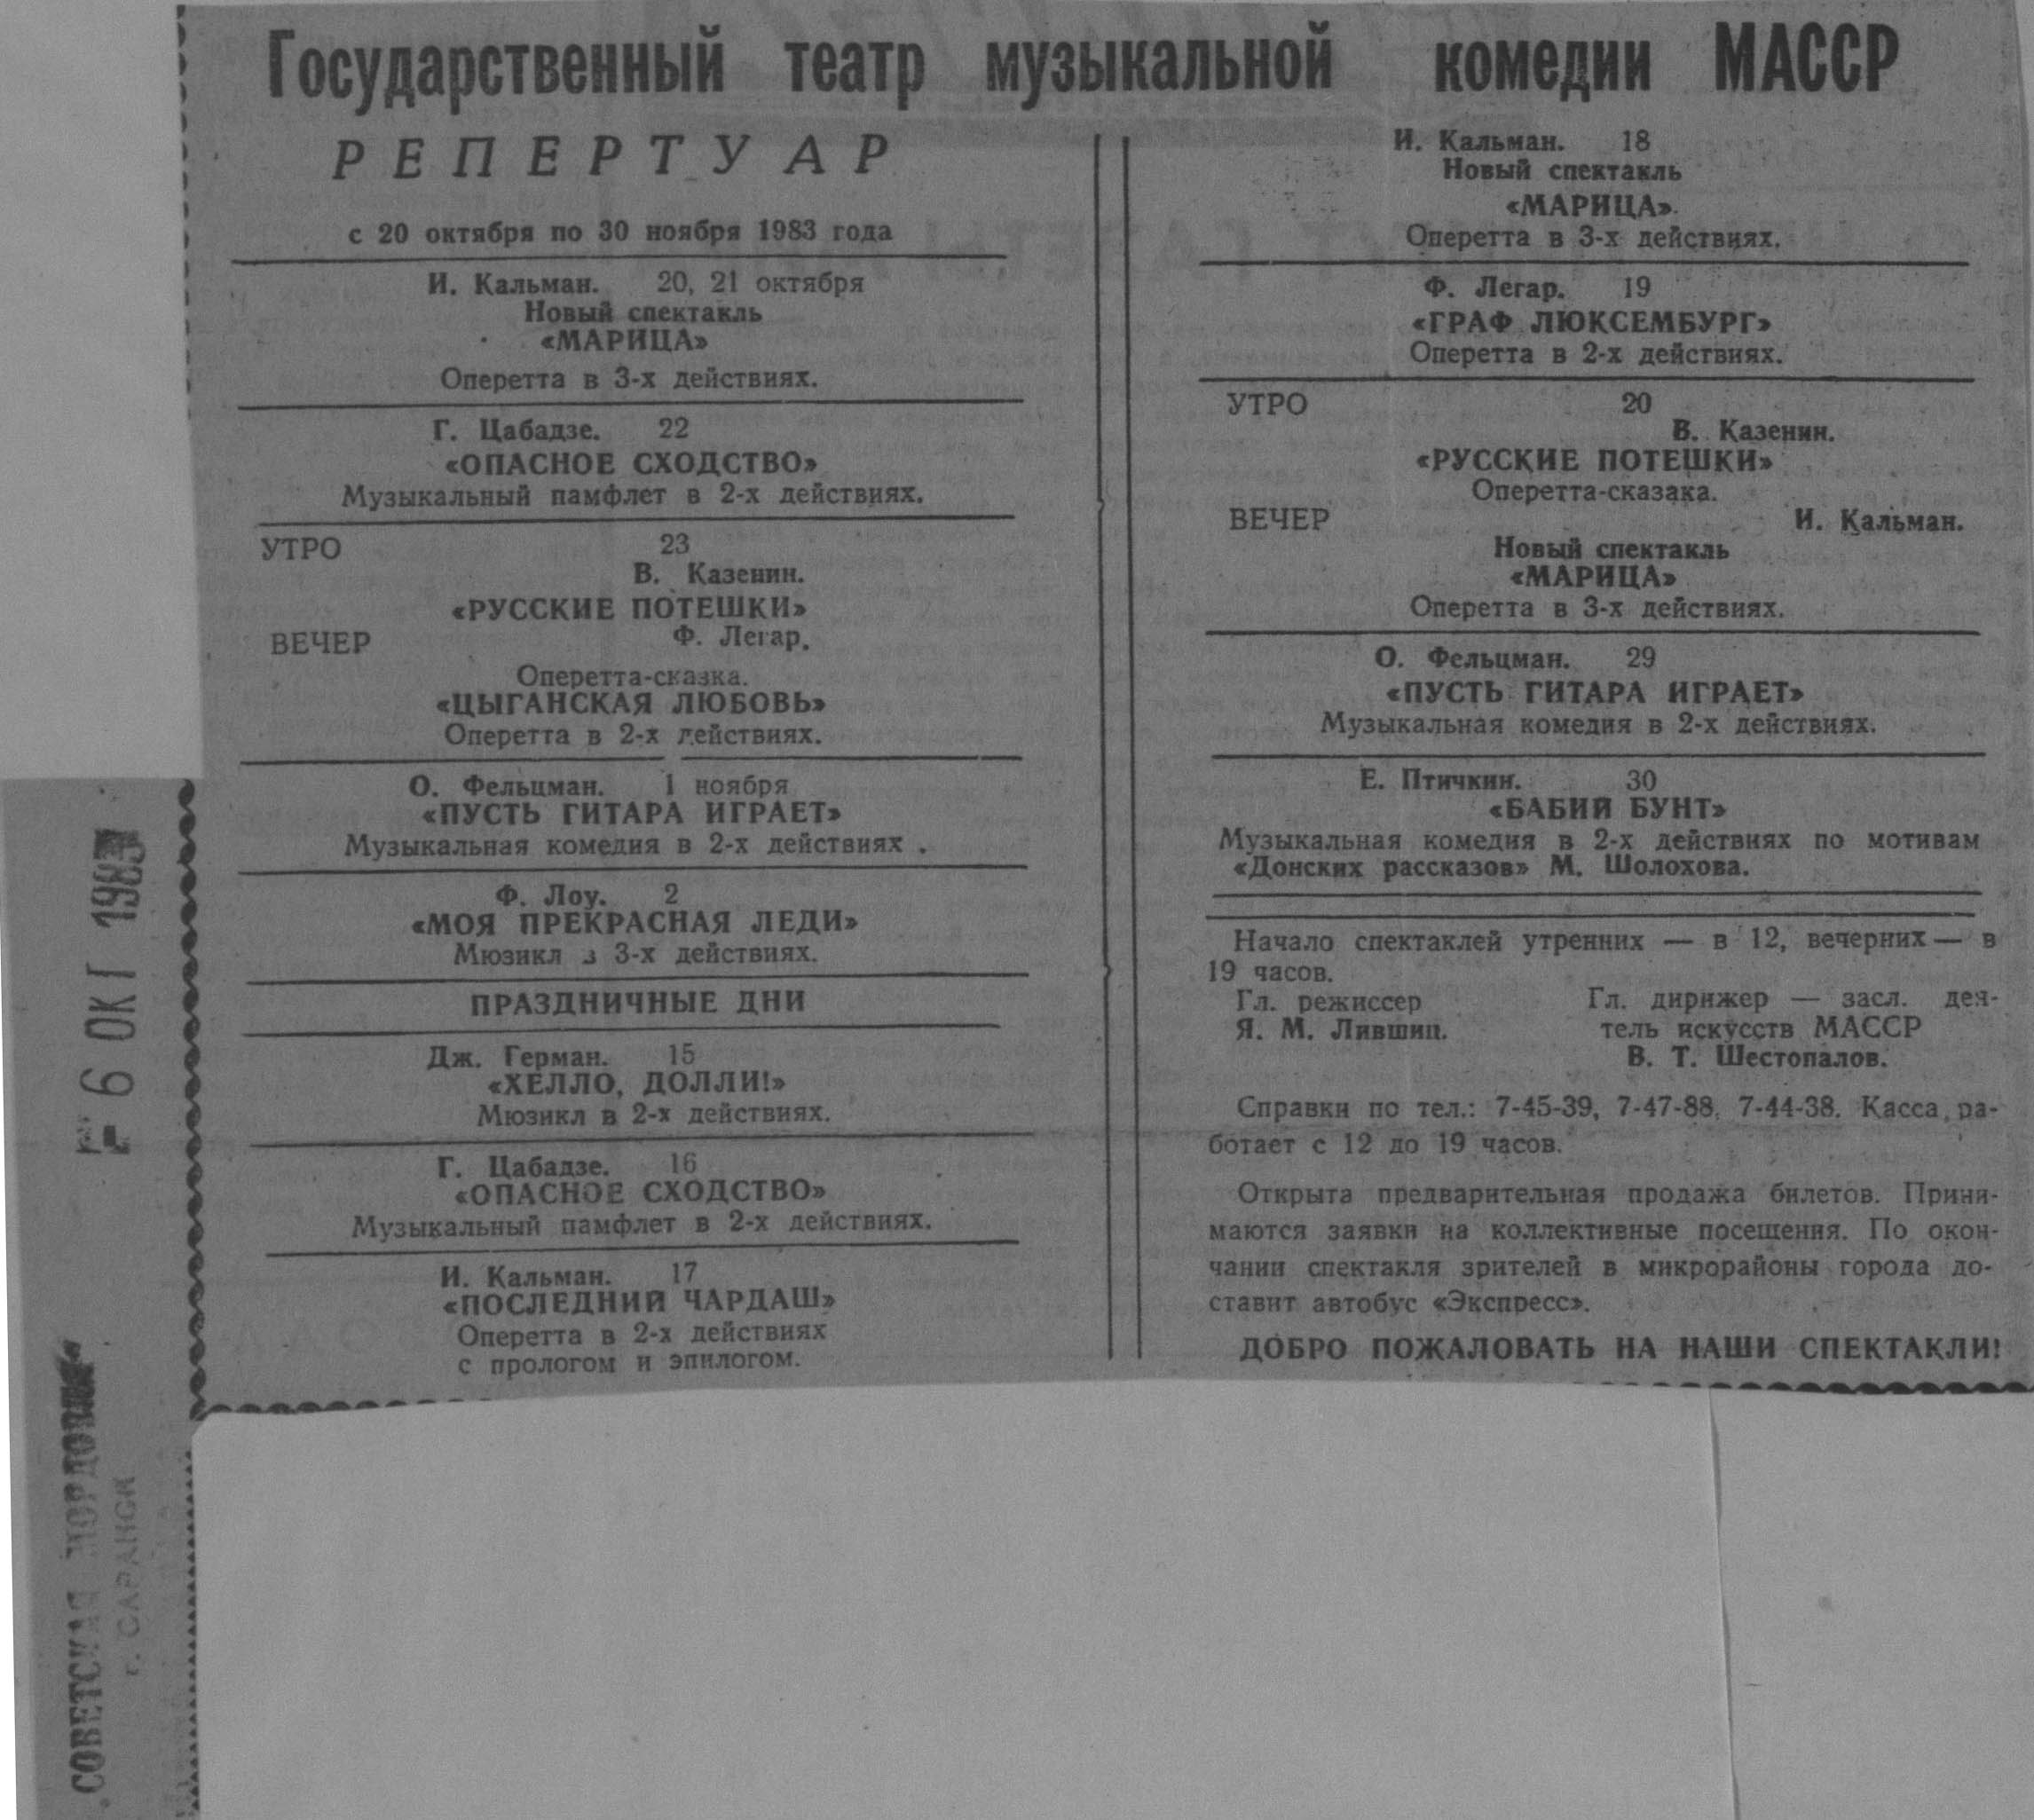 Государственный театр музыкальной комедии МАССР
РЕПЕРТУАР
с 20 октября по 30 ноября 1983 года
И. Кальман. 20, 21 октября
Новый спектакль
«МАРИЦА»
Оперетта в 3-х действиях.
Г. Цабадзе. 22
«ОПАСНОЕ СХОДСТВО»
Музыкальный памфлет в 2-х действиях.
УТРО 23
В. Казенин.
«РУССКИЕ ПОТЕШКИ»
ВЕЧЕР Ф. Легар.
Оперетта-сказка.
«ЦЫГАНСКАЯ ЛЮБОВЬ»
Оперетта в 2-х действиях.
О. Фельцман. 1 ноября
«ПУСТЬ ГИТАРА ИГРАЕТ»
Музыкальная комедия в 2-х действиях .
Ф. Лоу. 2
«МОЯ ПРЕКРАСНАЯ ЛЕДИ»
Мюзикл в 3-х действиях.
ПРАЗДНИЧНЫЕ ДНИ
Дж. Герман. 15
«ХЕЛЛО, ДОЛЛИ!»
Мюзикл в 2-х действиях.
Г. Цабадзе. 16
«ОПАСНОЕ СХОДСТВО»
Музыкальный памфлет в 2-х действиях.
И. Кальман. 17
«ПОСЛЕДНИЙ ЧАРДАШ»
Оперетта в 2-х действиях
с прологом и эпилогом.
И. Кальман. 18
Новый спектакль
«МАРИЦА».
Оперетта в 3-х действиях.
Ф. Легар. 19
«ГРАФ ЛЮКСЕМБУРГ»
Оперетта в 2-х действиях.
УТРО 20
В. Казенин.
«РУССКИЕ ПОТЕШКИ»
Оперетта-сказака.
ВЕЧЕР И. Кальман.
Новый спектакль
«МАРИЦА»
Оперетта в 3-х действиях.
О. Фельцман. 29
«ПУСТЬ ГИТАРА ИГРАЕТ»
Музыкальная комедия в 2-х действиях.
Е. Птичкин. 30
«БАБИЙ БУНТ»
Музыкальная комедия в 2-х действиях по мотивам
«Донских рассказов» М. Шолохова.
Начало спектаклей утренних — в 12, вечерних — в
19 часов.
Гл. режиссер
Я. М. Лившиц.
Гл. дирижер — засл. дея-
тель искусств МАССР
В. Т. Шестопалов.
Справки по тел.: 7-45-39, 7-47-88, 7-44-38. Касса ра-
ботает с 12 до 19 часов.
Открыта предварительная продажа билетов. Прини-
маются заявки на коллективные посещения. По окон-
чании спектакля зрителей в микрорайоны города до-
ставит автобус «Экспресс».
ДОБРО ПОЖАЛОВАТЬ НА НАШИ СПЕКТАКЛИ!
6 ОКТ 1983
СОВЕТСКАЯ МОРДОВИЯ
г. САРАНСК